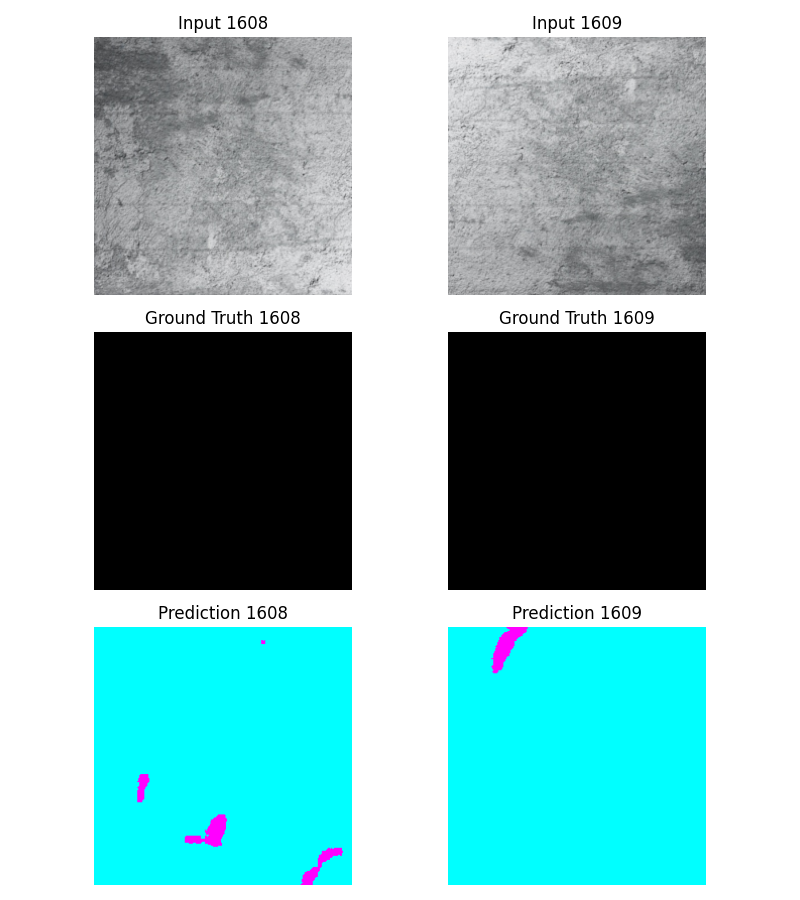 Input 1608
Input 1609
Ground Truth 1608
Ground Truth 1609
Prediction 1608
Prediction 1609